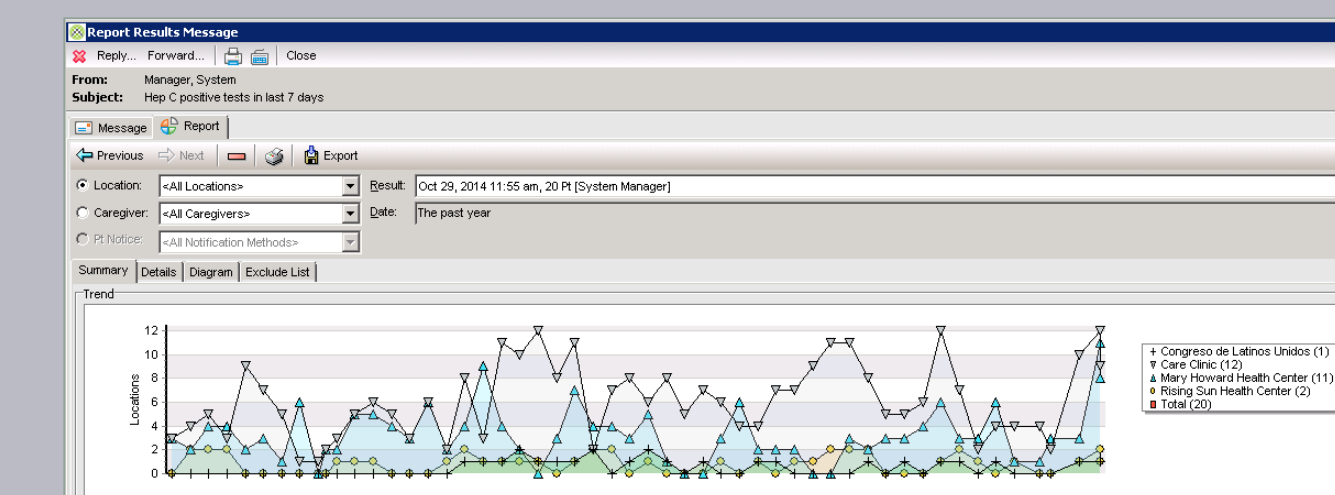 Report Results Message
Reply... Forward... Close
From: Manager, System
Subject: Hep C positive tests in last 7 days
Message Report
Previous Next Export
Location: <All Locations> Result: Oct 29, 2014 11:55 am, 20 Pt [System Manager]
Caregiver: <All Caregivers> Date: The past year
Pt Notice: <All Notification Methods>
Summary Details Diagram Exclude List
Trend
12
10
8
6
4
2
0
Locations
Congreso de Latinos Unidos (1)
Care Clinic (12)
Mary Howard Health Center (11)
Rising Sun Health Center (2)
Total (20)